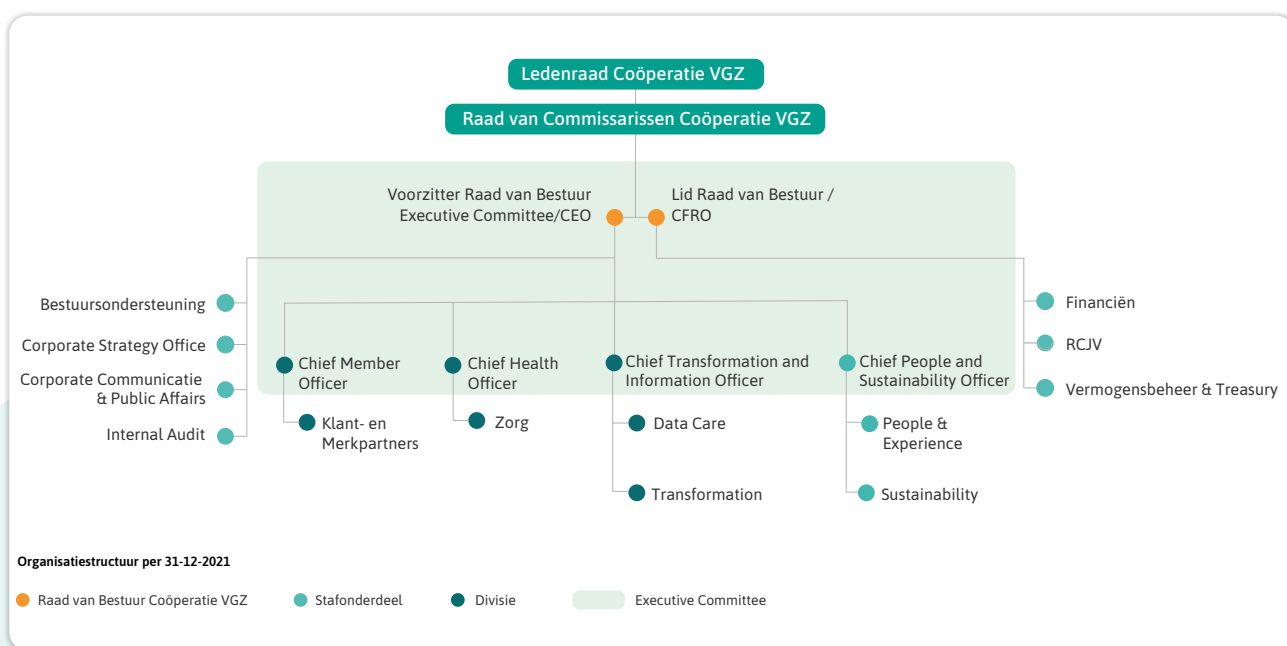 Ledenraad Coöperatie VGZ
Raad van Commissarissen Coöperatie VGZ
Voorzitter Raad van Bestuur
Executive Committee/CEO
Lid Raad van Bestuur /
CFRO
Bestuursondersteuning
Corporate Strategy Office
Corporate Communicatie
& Public Affairs
Internal Audit
Chief Member
Officer
Klant- en
Merkpartners
Chief Health
Officer
Zorg
Chief Transformation and
Information Officer
Data Care
Transformation
Chief People and
Sustainability Officer
People &
Experience
Sustainability
Financiën
RCJV
Vermogensbeheer & Treasury
Organisatiestructuur per 31-12-2021
Raad van Bestuur Coöperatie VGZ
Stafonderdeel
Divisie
Executive Committee